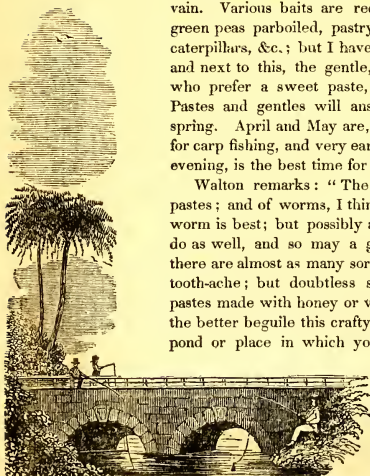 vain. Various baits are rec
green peas parboiled, pastry
caterpillars, &c.; but I have
and next to this, the gentle,
who prefer a sweet paste,
Pastes and gentles will ans
spring. April and May are,
for carp fishing, and very ear
evening, is the best time for
Walton remarks: " The
pastes; and of worms, I thin
worm is best; but possibly a
do as well, and so may a g
there are almost as many sor
tooth-ache; but doubtless s
pastes made with honey or v
the better beguile this crafty
pond or place in which yo